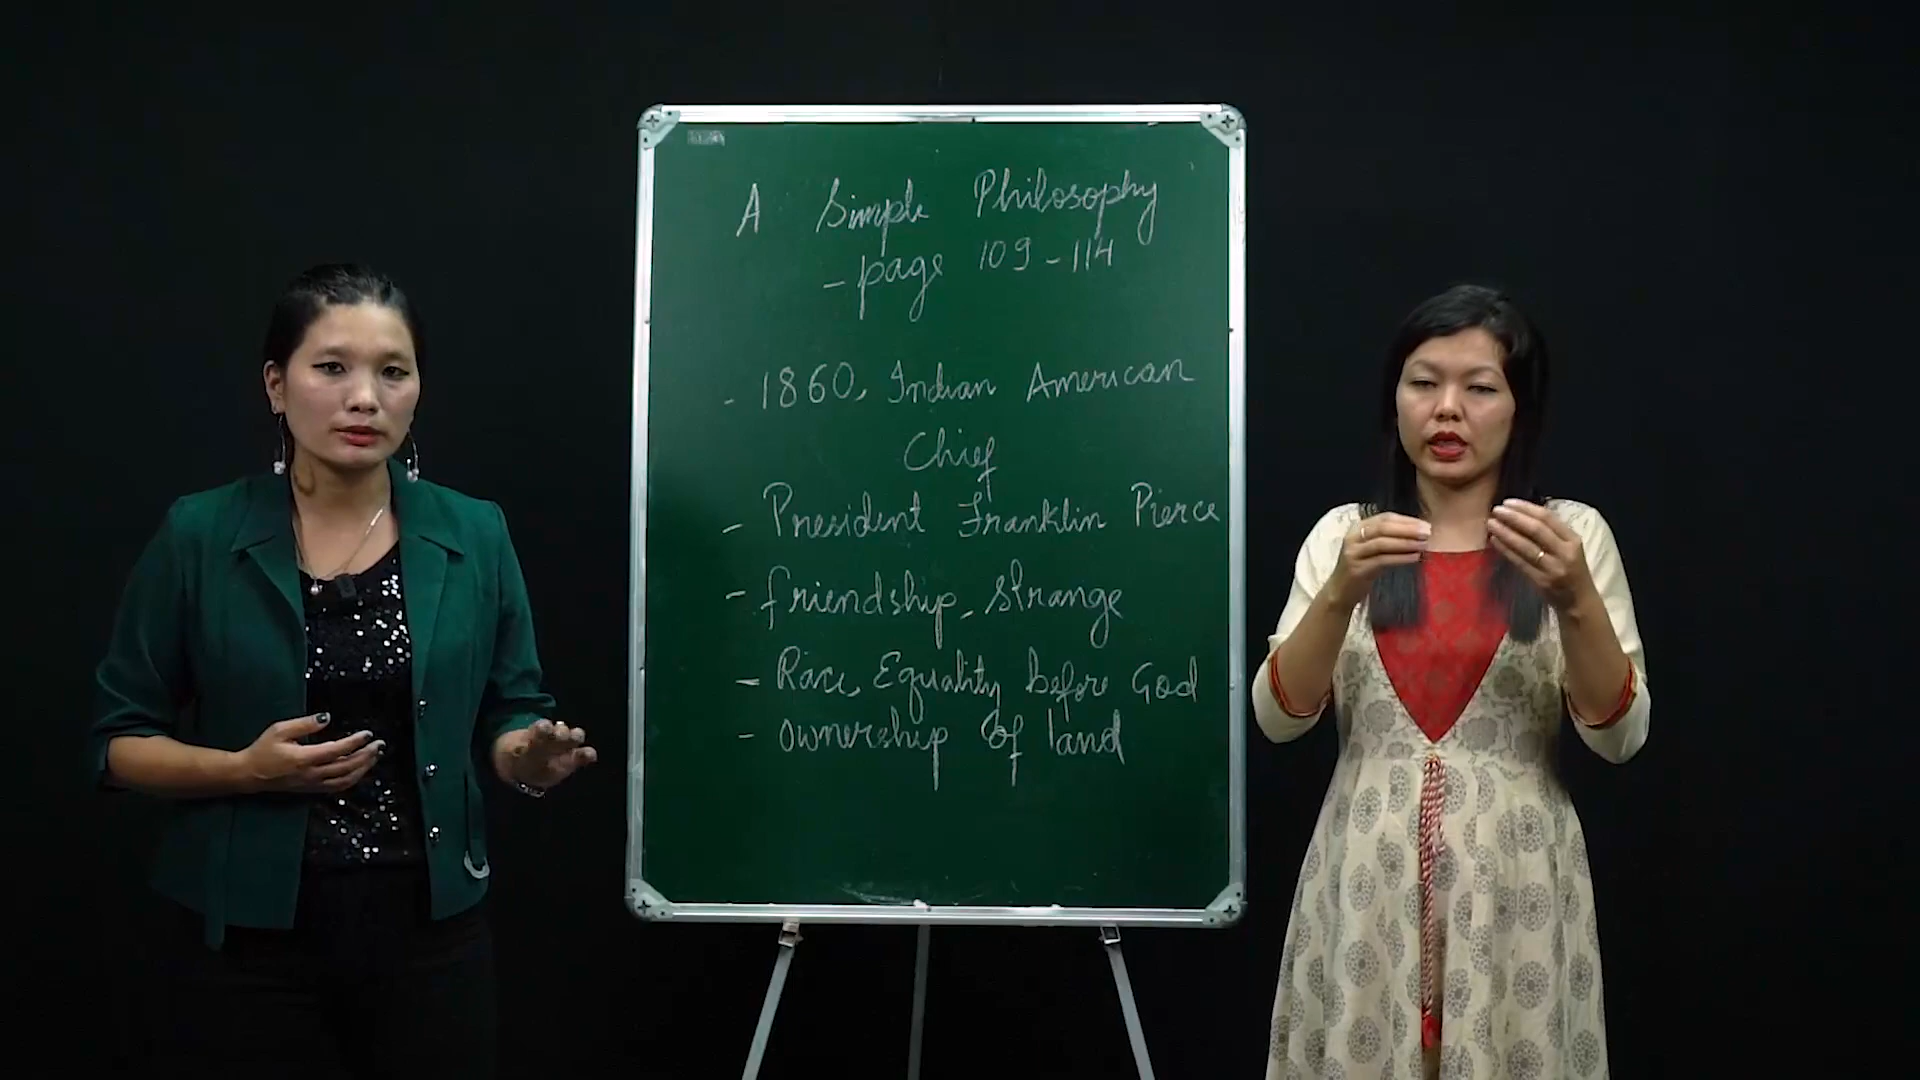 A Simple Philosophy
- page 109-114
- 1860, Indian American
Chief
- President Franklin Pierce
- friendship, strange
- Race, Equality before God
- ownership of land